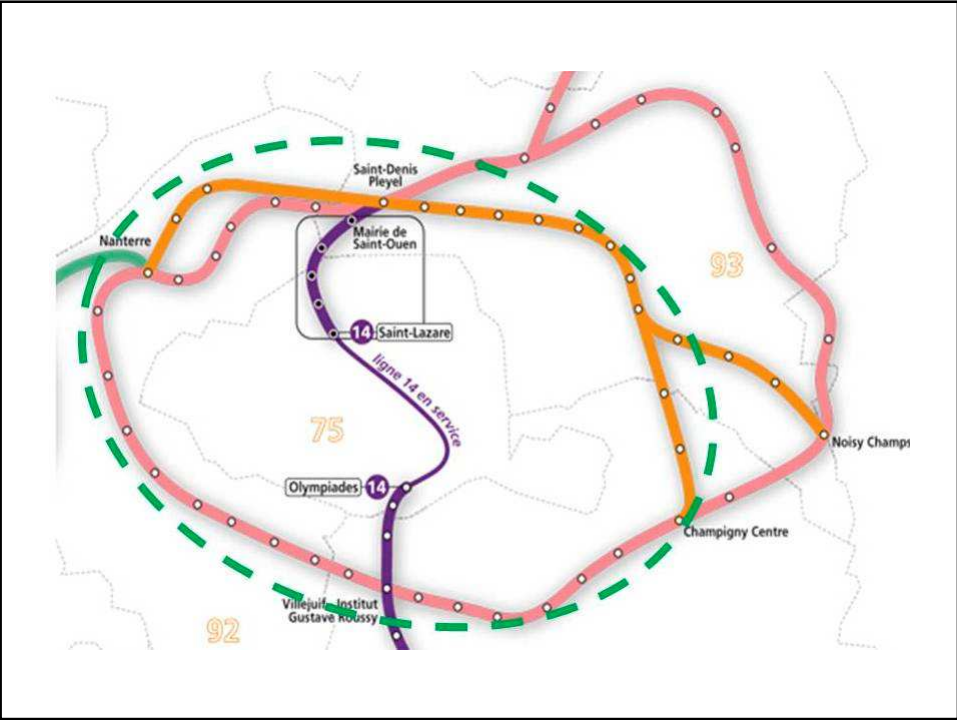 Saint-Denis
Pleyel
Nanterre
Mairie de
Saint-Ouen
93
14 Saint-Lazare
ligne 14 en service
75
Noisy Champs
Olympiades 14
Champigny Centre
Villejuif - Institut
Gustave Roussy
92